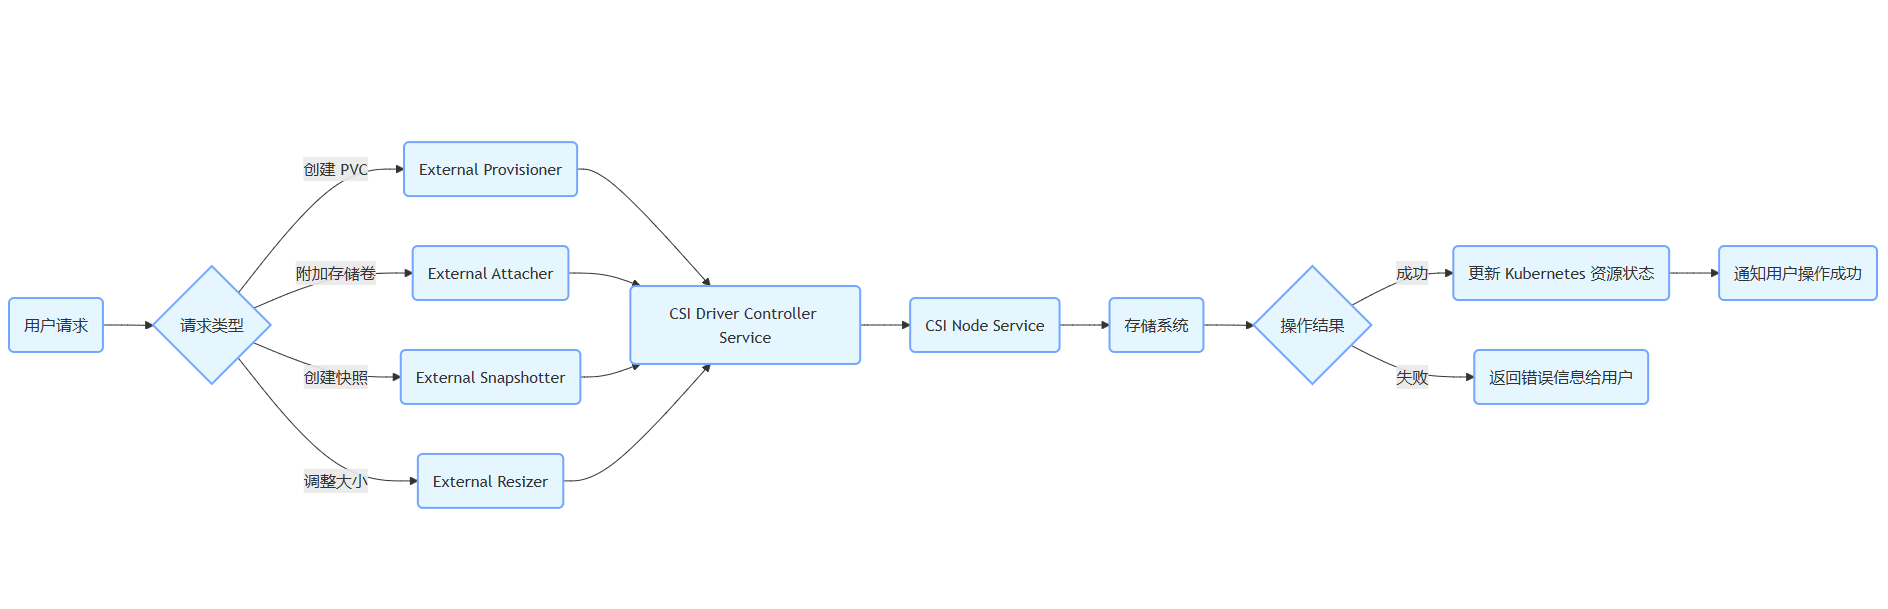 用户请求
请求类型
创建 PVC
附加存储卷
创建快照
调整大小
External Provisioner
External Attacher
External Snapshotter
External Resizer
CSI Driver Controller
Service
CSI Node Service
存储系统
操作结果
成功
失败
更新 Kubernetes 资源状态
返回错误信息给用户
通知用户操作成功